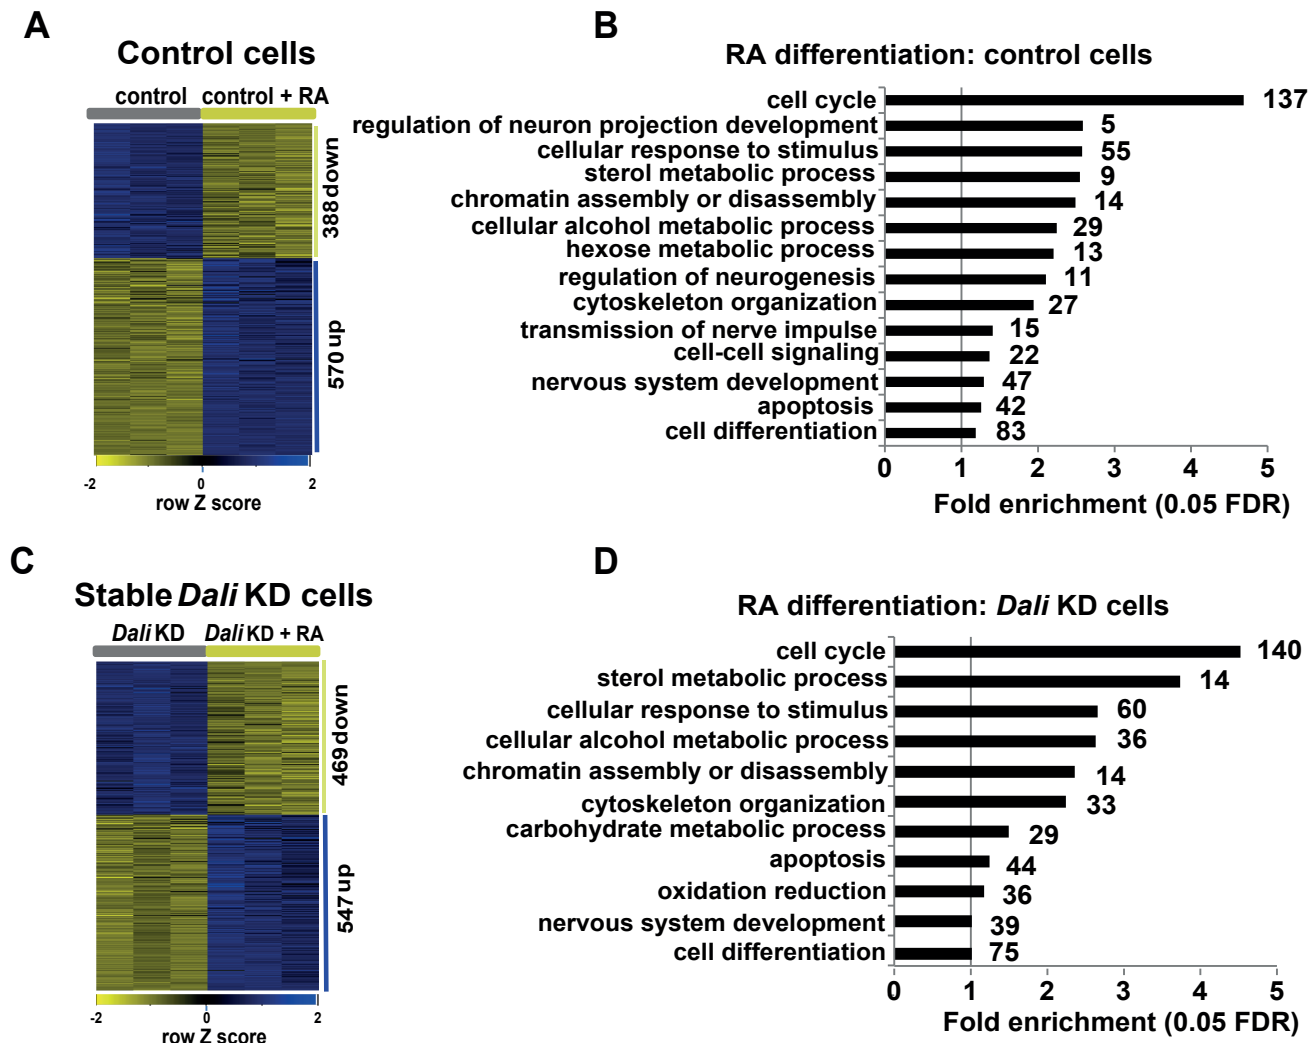 A
Control cells
control control + RA
388 down
570 up
-2 0 2
row Z score
B
RA differentiation: control cells
cell cycle 137
regulation of neuron projection development 5
cellular response to stimulus 55
sterol metabolic process 9
chromatin assembly or disassembly 14
cellular alcohol metabolic process 29
hexose metabolic process 13
regulation of neurogenesis 11
cytoskeleton organization 27
transmission of nerve impulse 15
cell-cell signaling 22
nervous system development 47
apoptosis 42
cell differentiation 83
0 1 2 3 4 5
Fold enrichment (0.05 FDR)
C
Stable Dali KD cells
Dali KD Dali KD + RA
469 down
547 up
-2 0 2
row Z score
D
RA differentiation: Dali KD cells
cell cycle 140
sterol metabolic process 14
cellular response to stimulus 60
cellular alcohol metabolic process 36
chromatin assembly or disassembly 14
cytoskeleton organization 33
carbohydrate metabolic process 29
apoptosis 44
oxidation reduction 36
nervous system development 39
cell differentiation 75
0 1 2 3 4 5
Fold enrichment (0.05 FDR)